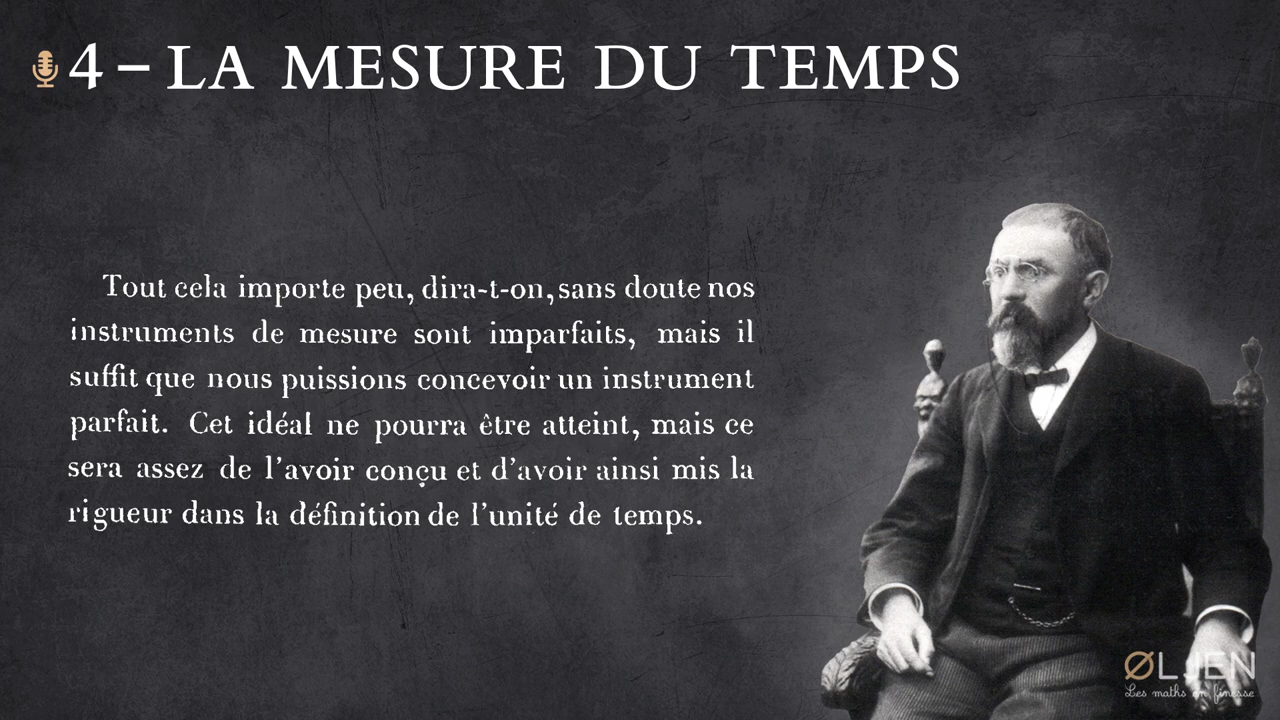 4 – LA MESURE DU TEMPS
Tout cela importe peu, dira-t-on, sans doute nos
instruments de mesure sont imparfaits, mais il
suffit que nous puissions concevoir un instrument
parfait. Cet idéal ne pourra être atteint, mais ce
sera assez de l’avoir conçu et d’avoir ainsi mis la
rigueur dans la définition de l’unité de temps.
ØLJEN
Les maths en finesse